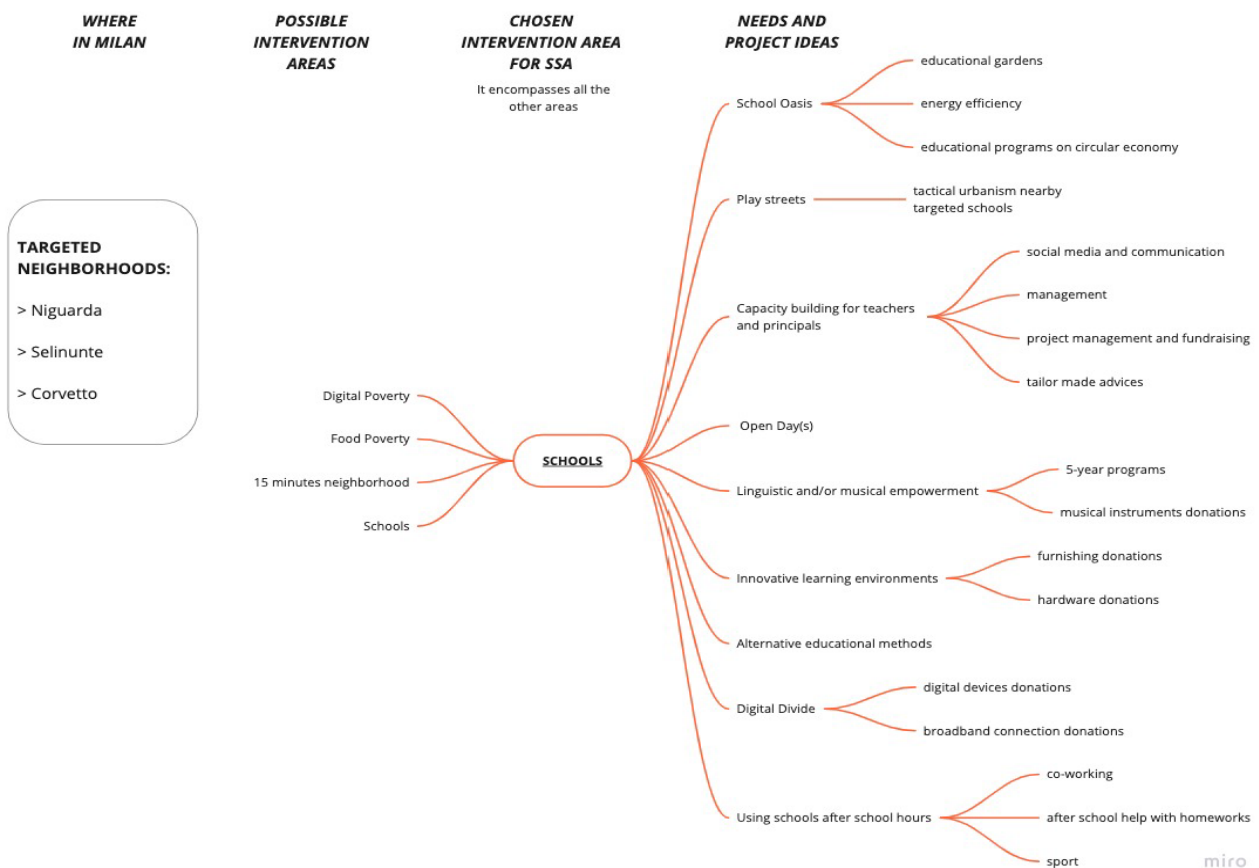 WHERE
IN MILAN
POSSIBLE
INTERVENTION
AREAS
CHOSEN
INTERVENTION AREA
FOR SSA
It encompasses all the
other areas
NEEDS AND
PROJECT IDEAS
TARGETED
NEIGHBORHOODS:
> Niguarda
> Selinunte
> Corvetto
Digital Poverty
Food Poverty
15 minutes neighborhood
Schools
SCHOOLS
School Oasis
educational gardens
energy efficiency
educational programs on circular economy
Play streets
tactical urbanism nearby
targeted schools
Capacity building for teachers
and principals
social media and communication
management
project management and fundraising
tailor made advices
Open Day(s)
Linguistic and/or musical empowerment
5-year programs
musical instruments donations
Innovative learning environments
furnishing donations
hardware donations
Alternative educational methods
Digital Divide
digital devices donations
broadband connection donations
Using schools after school hours
co-working
after school help with homeworks
sport
miro